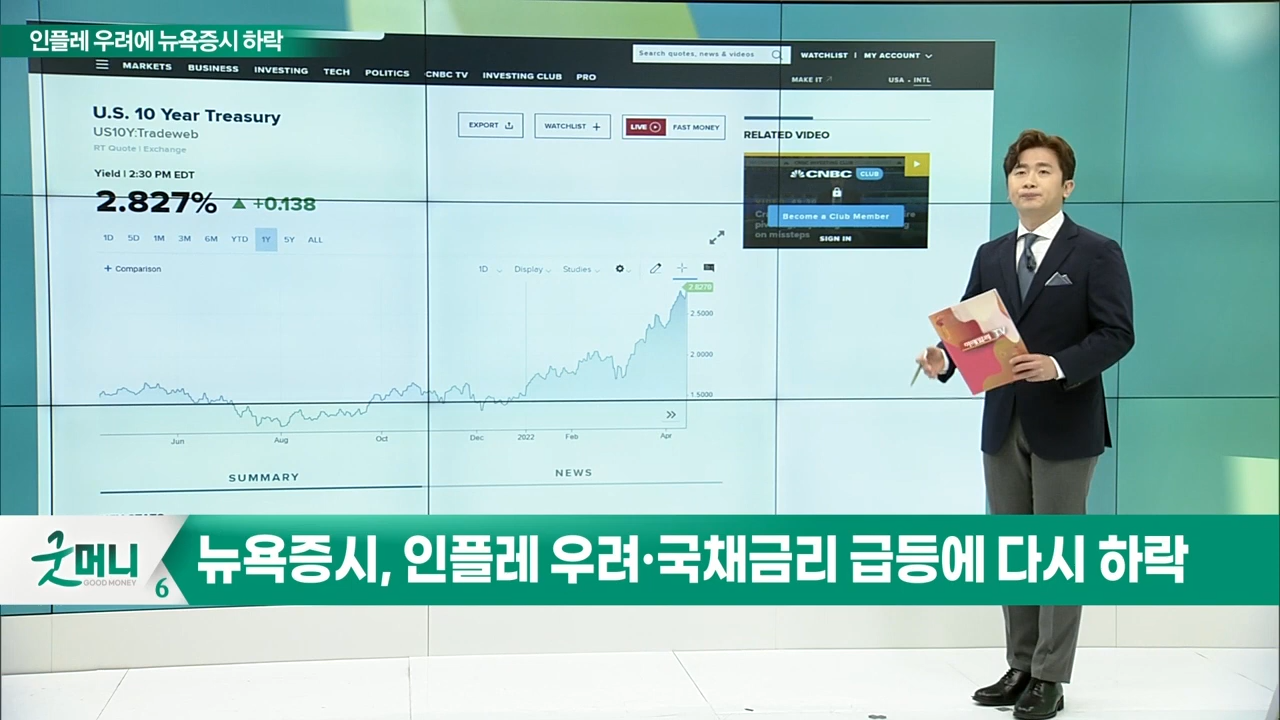 인플레 우려에 뉴욕증시 하락
Search quotes, news & videos
WATCHLIST | MY ACCOUNT
MARKETS BUSINESS INVESTING TECH POLITICS CNBC TV INVESTING CLUB PRO
MAKE IT USA • INTL
U.S. 10 Year Treasury
US10Y:Tradeweb
RT Quote | Exchange
EXPORT WATCHLIST + LIVE FAST MONEY
RELATED VIDEO
Yield | 2:30 PM EDT
2.827% ▲ +0.138
CNBC CLUB
Become a Club Member
on missteps
SIGN IN
1D 5D 1M 3M 6M YTD 1Y 5Y ALL
+ Comparison 1D Display Studies
2.8270
2.5000
2.0000
1.5000
Jun Aug Oct Dec 2022 Feb Apr
SUMMARY NEWS
TV
굿머니
GOOD MONEY
6
뉴욕증시, 인플레 우려·국채금리 급등에 다시 하락